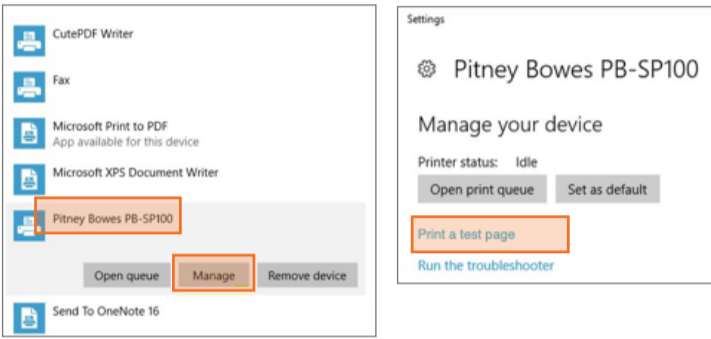 CutePDF Writer
Fax
Microsoft Print to PDF
App available for this device
Microsoft XPS Document Writer
Pitney Bowes PB-SP100
Open queue
Manage
Remove device
Send To OneNote 16
Settings
Pitney Bowes PB-SP100
Manage your device
Printer status: Idle
Open print queue
Set as default
Print a test page
Run the troubleshooter